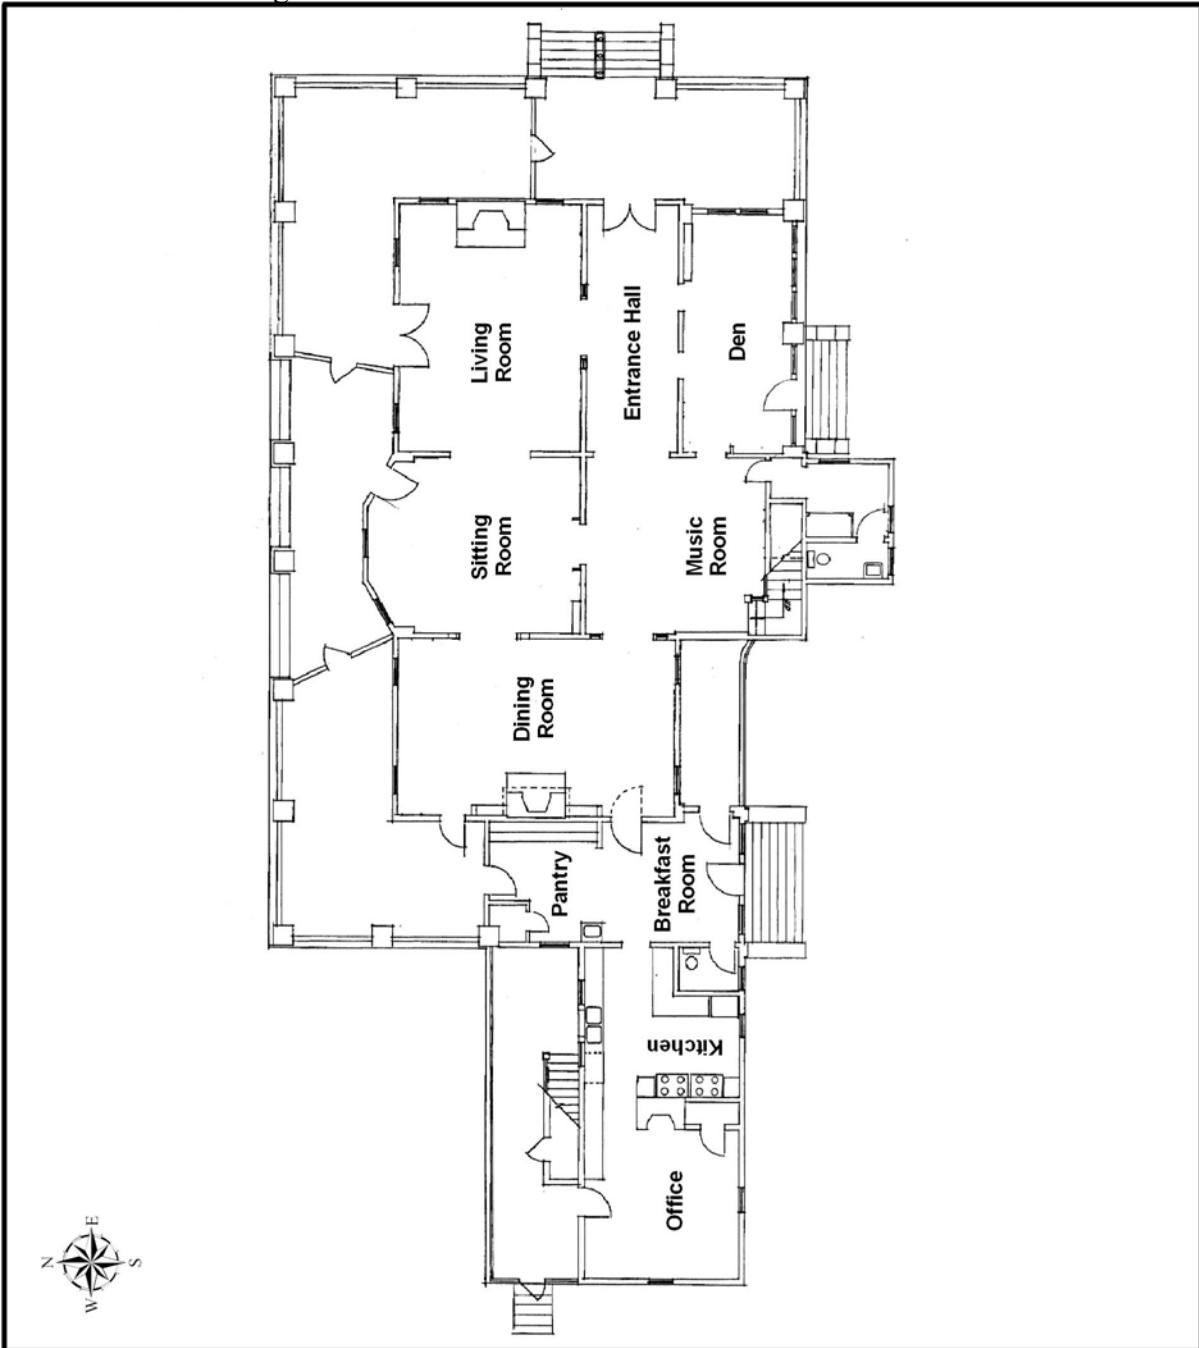 Living
Room
Entrance Hall
Den
Sitting
Room
Music
Room
Dining
Room
Pantry
Breakfast
Room
Kitchen
Office
N
E
S
W